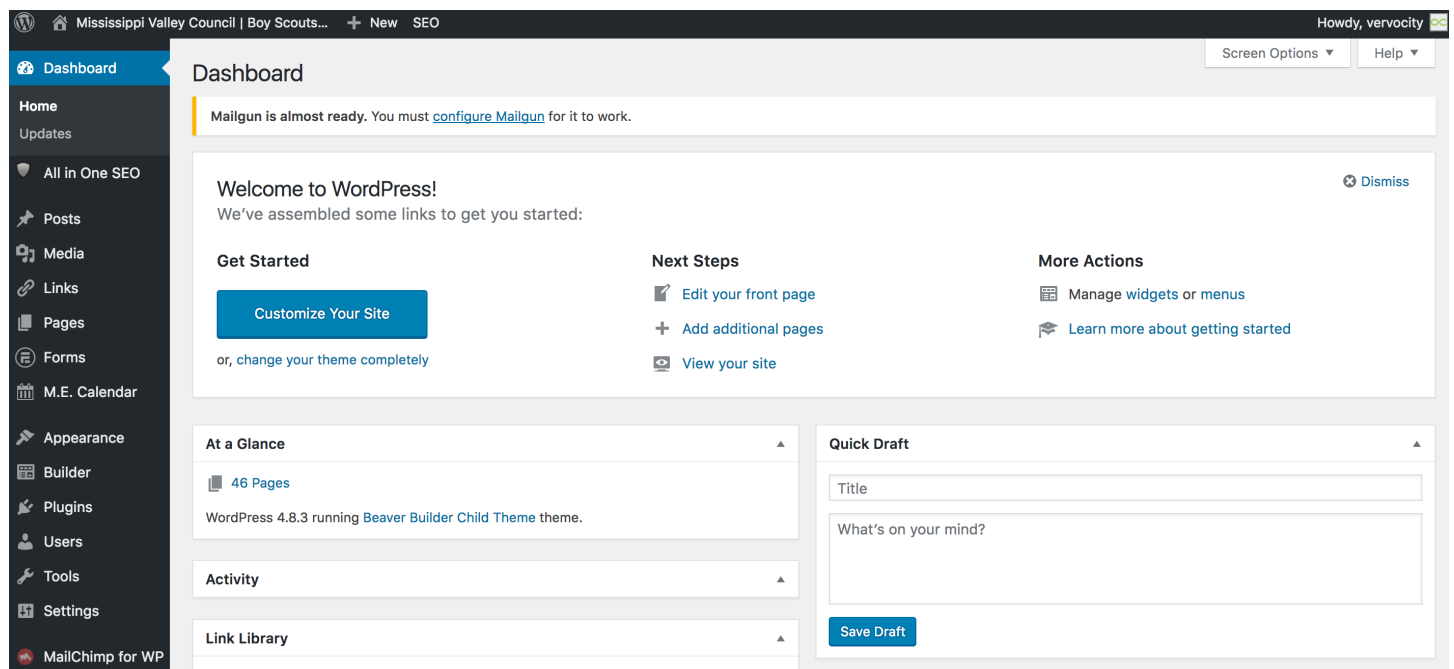 Mississippi Valley Council | Boy Scouts... New SEO Howdy, vervocity
Dashboard
Home
Updates
All in One SEO
Posts
Media
Links
Pages
Forms
M.E. Calendar
Appearance
Builder
Plugins
Users
Tools
Settings
MailChimp for WP
Screen Options Help
Dashboard
Mailgun is almost ready. You must configure Mailgun for it to work.
Welcome to WordPress!
Dismiss
We've assembled some links to get you started:
Get Started
Customize Your Site
or, change your theme completely
Next Steps
Edit your front page
Add additional pages
View your site
More Actions
Manage widgets or menus
Learn more about getting started
At a Glance
46 Pages
WordPress 4.8.3 running Beaver Builder Child Theme theme.
Activity
Link Library
Quick Draft
Title
What's on your mind?
Save Draft